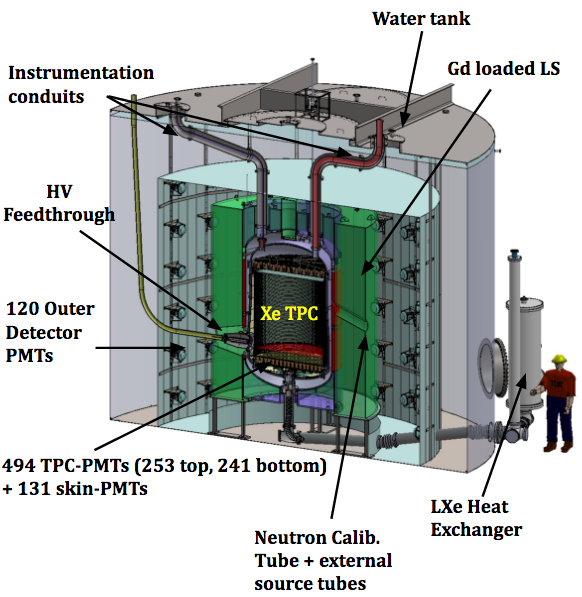 Water tank
Instrumentation
conduits
Gd loaded LS
HV
Feedthrough
Xe TPC
120 Outer
Detector
PMTs
494 TPC-PMTs (253 top, 241 bottom)
+ 131 skin-PMTs
LXe Heat
Exchanger
Neutron Calib.
Tube + external
source tubes